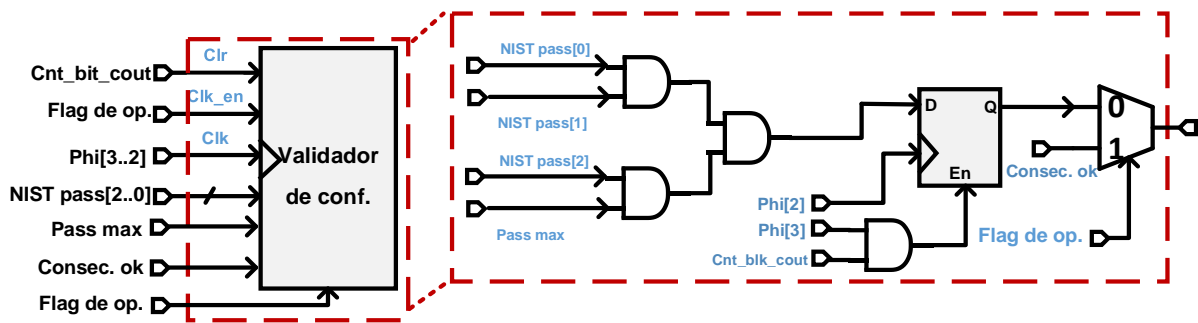 Cnt_bit_cout
Clr
Flag de op.
Clk_en
Phi[3..2]
Clk
NIST pass[2..0]
Pass max
Consec. ok
Flag de op.
Validador
de conf.
NIST pass[0]
NIST pass[1]
NIST pass[2]
Pass max
D
Q
En
Phi[2]
Phi[3]
Cnt_blk_cout
0
1
Consec. ok
Flag de op.